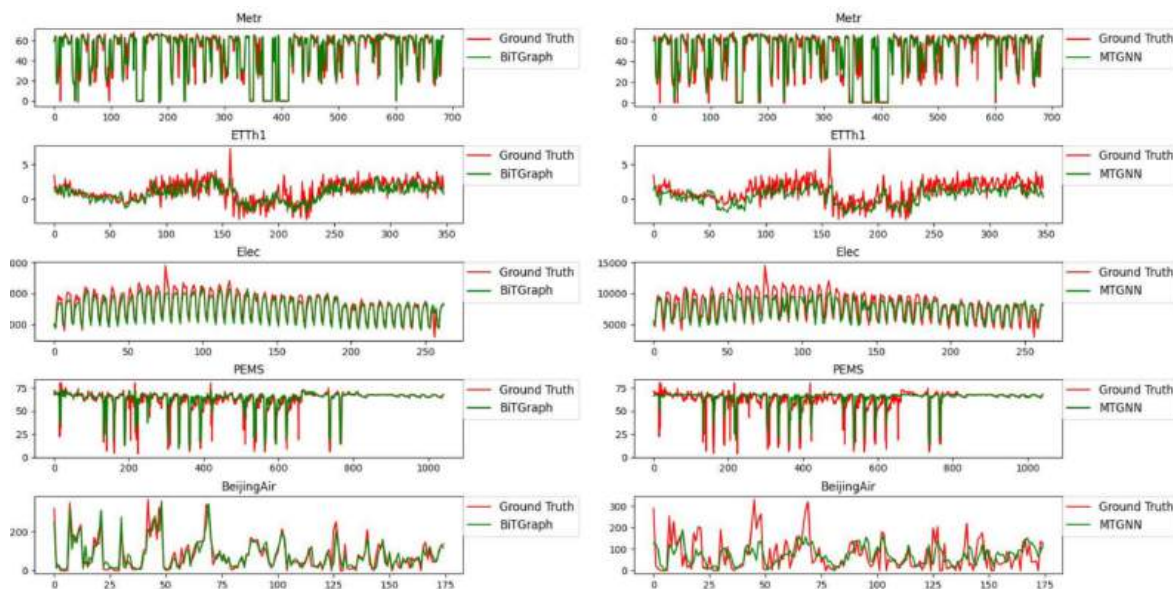 Metr
60
40
20
0
0 100 200 300 400 500 600 700
Ground Truth
BiTGraph
ETTh1
5
0
0 50 100 150 200 250 300 350
Ground Truth
BiTGraph
Elec
000
000
000
0 50 100 150 200 250
Ground Truth
BiTGraph
PEMS
75
50
25
0
0 200 400 600 800 1000
Ground Truth
BiTGraph
BeijingAir
200
0
0 25 50 75 100 125 150 175
Ground Truth
BiTGraph
Metr
60
40
20
0
0 100 200 300 400 500 600 700
Ground Truth
MTGNN
ETTh1
5
0
0 50 100 150 200 250 300 350
Ground Truth
MTGNN
Elec
15000
10000
5000
0 50 100 150 200 250
Ground Truth
MTGNN
PEMS
75
50
25
0
0 200 400 600 800 1000
Ground Truth
MTGNN
BeijingAir
300
200
100
0
0 25 50 75 100 125 150 175
Ground Truth
MTGNN